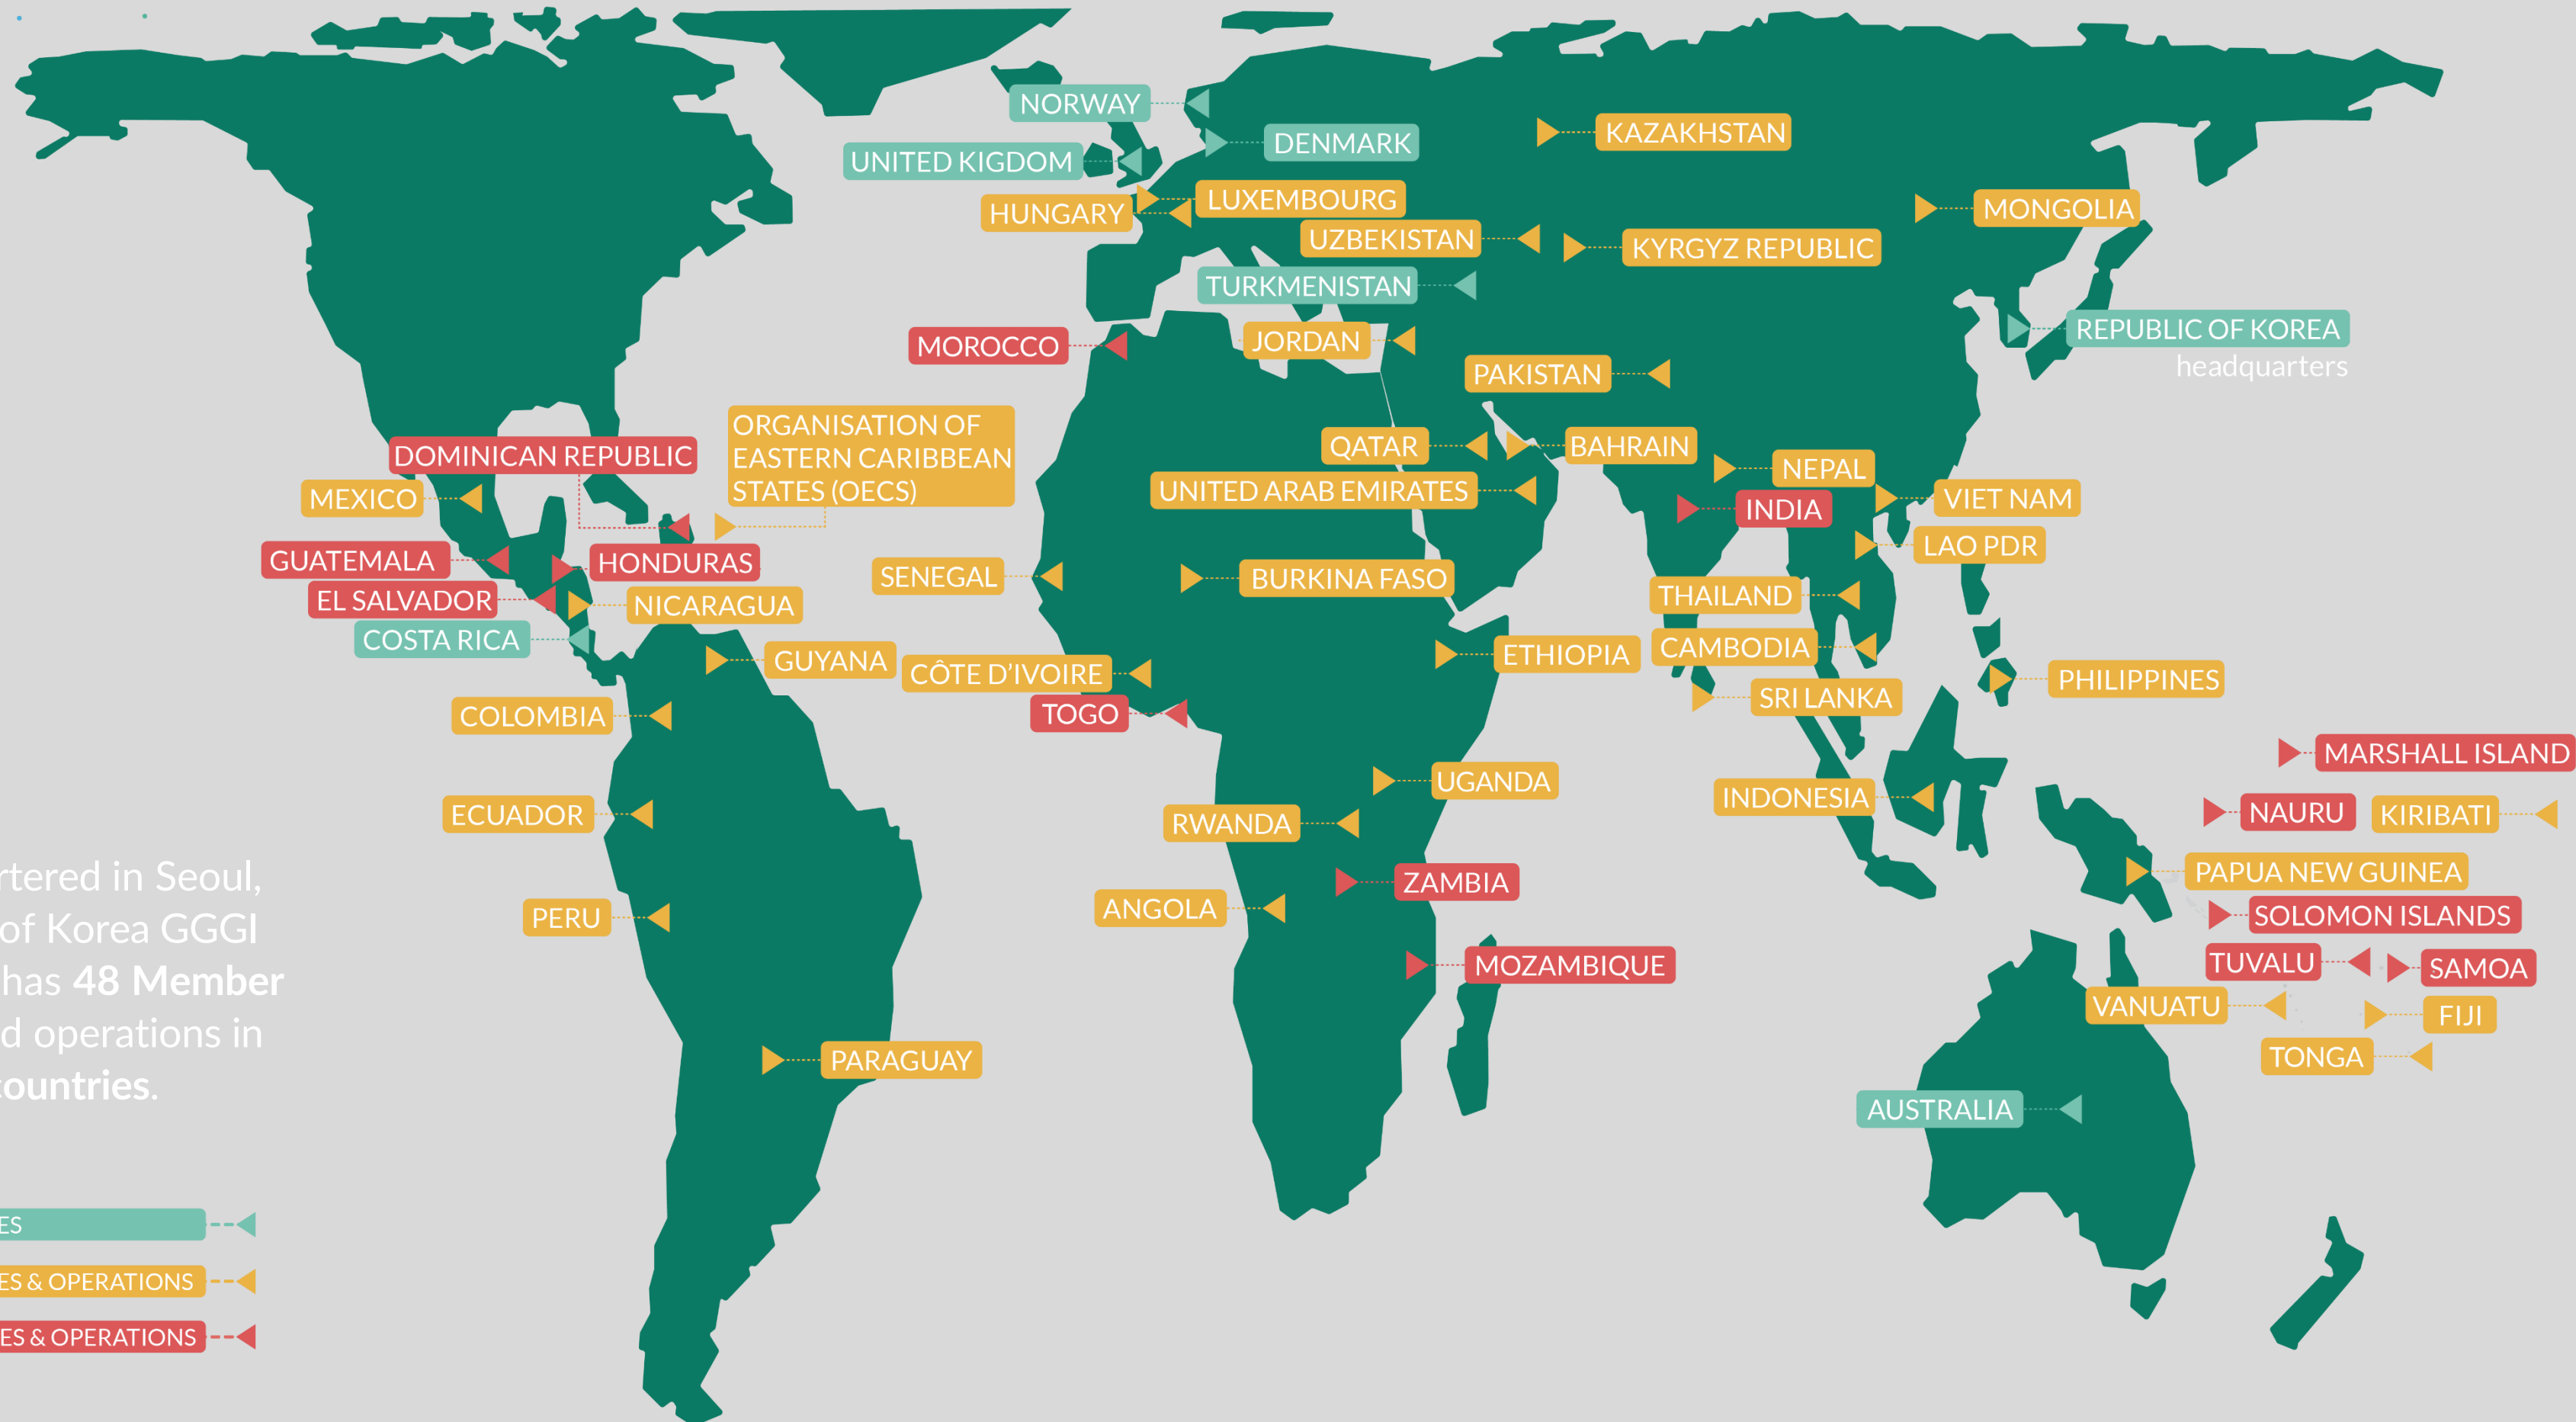 NORWAY
DENMARK
KAZAKHSTAN
UNITED KIGDOM
LUXEMBOURG
HUNGARY
MONGOLIA
UZBEKISTAN
KYRGYZ REPUBLIC
TURKMENISTAN
REPUBLIC OF KOREA
headquarters
MOROCCO
JORDAN
PAKISTAN
ORGANISATION OF
EASTERN CARIBBEAN
STATES (OECS)
DOMINICAN REPUBLIC
QATAR
BAHRAIN
NEPAL
MEXICO
UNITED ARAB EMIRATES
INDIA
VIET NAM
GUATEMALA
HONDURAS
LAO PDR
SENEGAL
BURKINA FASO
EL SALVADOR
NICARAGUA
THAILAND
COSTA RICA
GUYANA
CÔTE D'IVOIRE
ETHIOPIA
CAMBODIA
PHILIPPINES
COLOMBIA
TOGO
SRI LANKA
MARSHALL ISLAND
UGANDA
ECUADOR
RWANDA
INDONESIA
NAURU
KIRIBATI
PAPUA NEW GUINEA
ZAMBIA
PERU
ANGOLA
SOLOMON ISLANDS
MOZAMBIQUE
TUVALU
SAMOA
VANUATU
FIJI
PARAGUAY
TONGA
AUSTRALIA
rtered in Seoul,
of Korea GGGI
has 48 Member
d operations in
countries.
ES
ES & OPERATIONS
ES & OPERATIONS